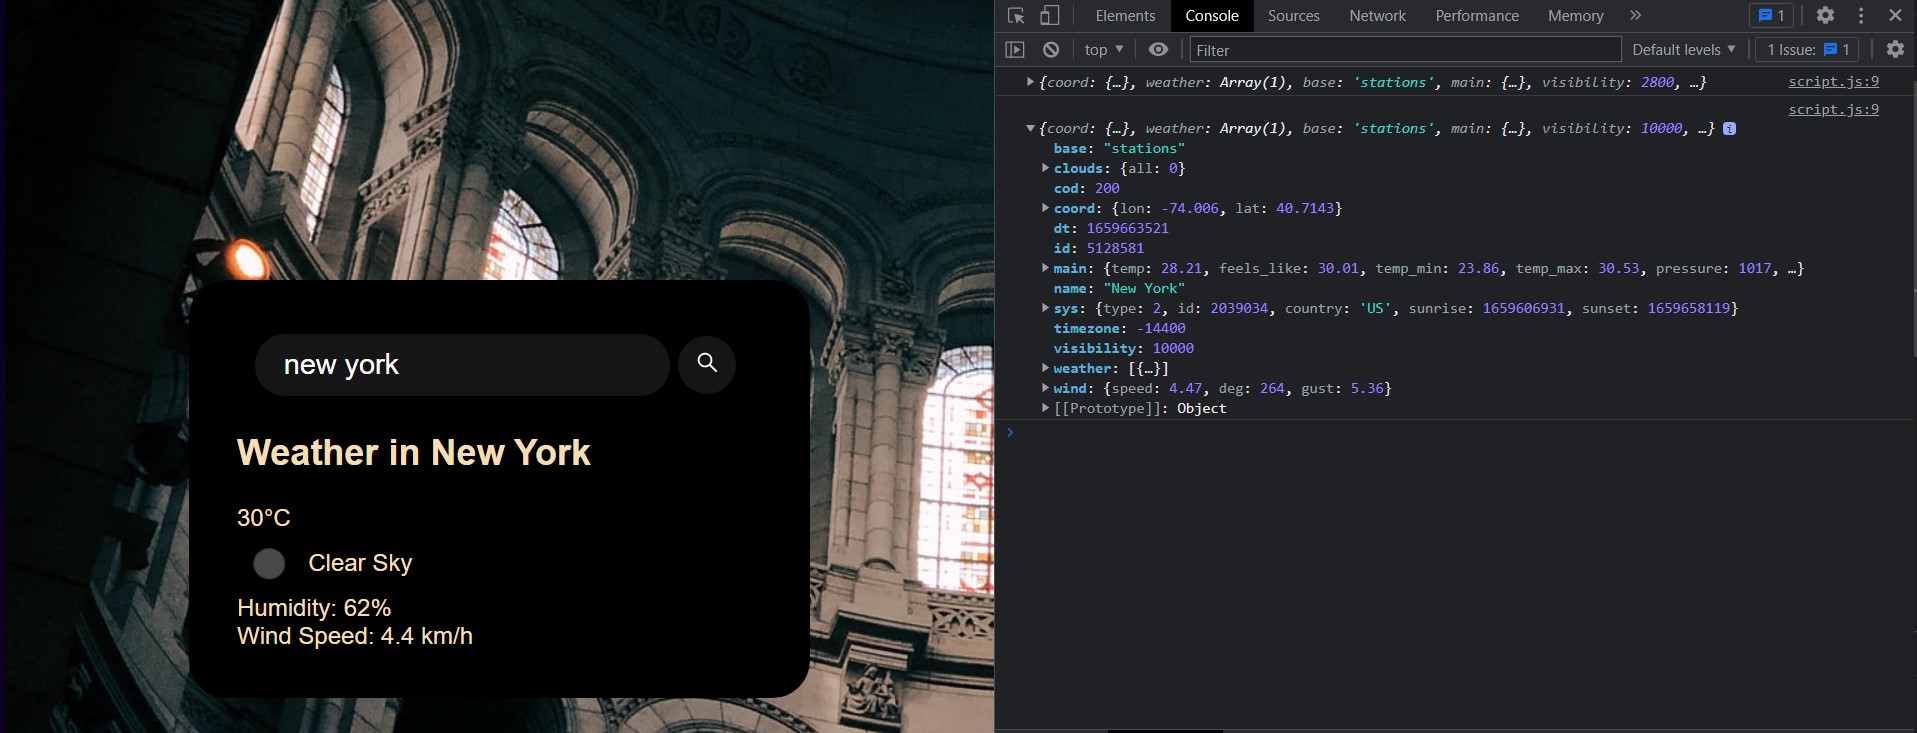 new york
Weather in New York
30°C
Clear Sky
Humidity: 62%
Wind Speed: 4.4 km/h
Elements Console Sources Network Performance Memory » 1
top ▼ Filter Default levels ▼ 1 Issue: 1
▶{coord: {…}, weather: Array(1), base: 'stations', main: {…}, visibility: 2800, …} script.js:9
script.js:9
▼{coord: {…}, weather: Array(1), base: 'stations', main: {…}, visibility: 10000, …} i
base: "stations"
▶clouds: {all: 0}
cod: 200
▶coord: {lon: -74.006, lat: 40.7143}
dt: 1659663521
id: 5128581
▶main: {temp: 28.21, feels_like: 30.01, temp_min: 23.86, temp_max: 30.53, pressure: 1017, …}
name: "New York"
▶sys: {type: 2, id: 2039034, country: 'US', sunrise: 1659606931, sunset: 1659658119}
timezone: -14400
visibility: 10000
▶weather: [{…}]
▶wind: {speed: 4.47, deg: 264, gust: 5.36}
▶[[Prototype]]: Object